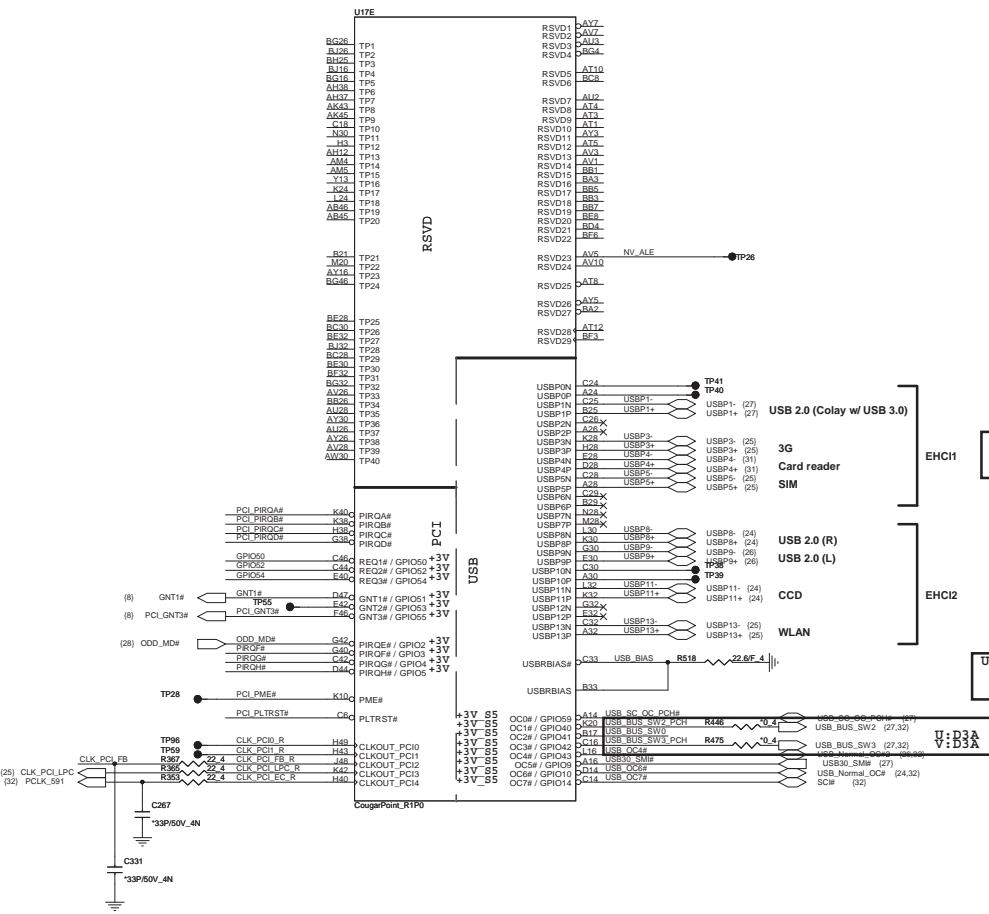 U17E
BG26 TP1
BJ26 TP2
BH25 TP3
BJ16 TP4
BG16 TP5
AH38 TP6
AH37 TP7
AK43 TP8
AK45 TP9
C18 TP10
N30 TP11
H3 TP12
AH12 TP13
AM4 TP14
AM5 TP15
Y13 TP16
K24 TP17
L24 TP18
AB46 TP19
AB45 TP20
B21 TP21
M20 TP22
AY16 TP23
BG46 TP24
BE28 TP25
BC30 TP26
BE32 TP27
BJ32 TP28
BC28 TP29
BE30 TP30
BF32 TP31
BG32 TP32
AV26 TP33
BB26 TP34
AU28 TP35
AY30 TP36
AU26 TP37
AY26 TP38
AV28 TP39
AW30 TP40
RSVD
RSVD1 AY7
RSVD2 AV7
RSVD3 AU3
RSVD4 BG4
RSVD5 AT10
RSVD6 BC8
RSVD7 AU2
RSVD8 AT4
RSVD9 AT3
RSVD10 AT1
RSVD11 AY3
RSVD12 AT5
RSVD13 AV3
RSVD14 AV1
RSVD15 BB1
RSVD16 BA3
RSVD17 BB5
RSVD18 BB3
RSVD19 BB7
RSVD20 BE8
RSVD21 BD4
RSVD22 BF6
RSVD23 AV5 NV_ALE TP26
RSVD24 AV10
RSVD25 AT8
RSVD26 AY5
RSVD27 BA2
RSVD28 AT12
RSVD29 BF3
PCI_PIRQA# K40 PIRQA#
PCI_PIRQB# K38 PIRQB#
PCI_PIRQC# H38 PIRQC#
PCI_PIRQD# G38 PIRQD#
GPIO50 C46 REQ1# / GPIO50 +3V
GPIO52 C44 REQ2# / GPIO52 +3V
GPIO54 E40 REQ3# / GPIO54 +3V
(8) GNT1# GNT1# D47 GNT1# / GPIO51 +3V
TP55 E42 GNT2# / GPIO53 +3V
(8) PCI_GNT3# PCI_GNT3# F46 GNT3# / GPIO55 +3V
(28) ODD_MD# ODD_MD# G42 PIRQE# / GPIO2 +3V
PIRQF# G40 PIRQF# / GPIO3 +3V
PIRQG# C42 PIRQG# / GPIO4 +3V
PIRQH# D44 PIRQH# / GPIO5 +3V
TP28 PCI_PME# K10 PME#
PCI_PLTRST# C6 PLTRST#
TP96 CLK_PCI0_R H49 CLKOUT_PCI0
TP59 CLK_PCI1_R H43 CLKOUT_PCI1
CLK_PCI_FB R367 22_4 CLK_PCI_FB_R J48 CLKOUT_PCI2
(25) CLK_PCI_LPC R365 22_4 CLK_PCI_LPC_R K42 CLKOUT_PCI3
(32) PCLK_591 R353 22_4 CLK_PCI_EC_R H40 CLKOUT_PCI4
C267
*33P/50V_4N
C331
*33P/50V_4N
PCI
USB
USBP0N C24 TP41
USBP0P A24 TP40
USBP1N C25 USBP1- USBP1- (27)
USBP1P B25 USBP1+ USBP1+ (27)
USB 2.0 (Colay w/ USB 3.0)
USBP2N C26
USBP2P A26
USBP3N K28 USBP3- USBP3- (25)
USBP3P H28 USBP3+ USBP3+ (25)
3G
USBP4N E28 USBP4- USBP4- (31)
USBP4P D28 USBP4+ USBP4+ (31)
Card reader
USBP5N C28 USBP5- USBP5- (25)
USBP5P A28 USBP5+ USBP5+ (25)
SIM
USBP6N C29
USBP6P B29
USBP7N N28
USBP7P M28
EHCI1
USBP8N L30 USBP8- USBP8- (24)
USBP8P K30 USBP8+ USBP8+ (24)
USB 2.0 (R)
USBP9N G30 USBP9- USBP9- (26)
USBP9P E30 USBP9+ USBP9+ (26)
USB 2.0 (L)
USBP10N C30 TP38
USBP10P A30 TP39
USBP11N L32 USBP11- USBP11- (24)
USBP11P K32 USBP11+ USBP11+ (24)
CCD
USBP12N G32
USBP12P E32
USBP13N C32 USBP13- USBP13- (25)
USBP13P A32 USBP13+ USBP13+ (25)
WLAN
EHCI2
USBRBIAS# C33 USB_BIAS R518 22.6/F_4
USBRBIAS B33
U
+3V_S5 OC0# / GPIO59 A14 USB_SC_OC_PCH# USB_SC_OC_PCH# (27)
+3V_S5 OC1# / GPIO40 K20 USB_BUS_SW2_PCH R446 *0_4 USB_BUS_SW2 (27,32)
+3V_S5 OC2# / GPIO41 B17 USB_BUS_SW0
+3V_S5 OC3# / GPIO42 C16 USB_BUS_SW3_PCH R475 *0_4 USB_BUS_SW3 (27,32)
+3V_S5 OC4# / GPIO43 L16 USB_OC4#
+3V_S5 OC5# / GPIO9 A16 USB30_SMI# USB30_SMI# (27)
+3V_S5 OC6# / GPIO10 D14 USB_OC6# USB_Normal_OC# (24,32)
+3V_S5 OC7# / GPIO14 C14 USB_OC7# SCI# (32)
U:D3A
V:D3A
CougarPoint_R1P0